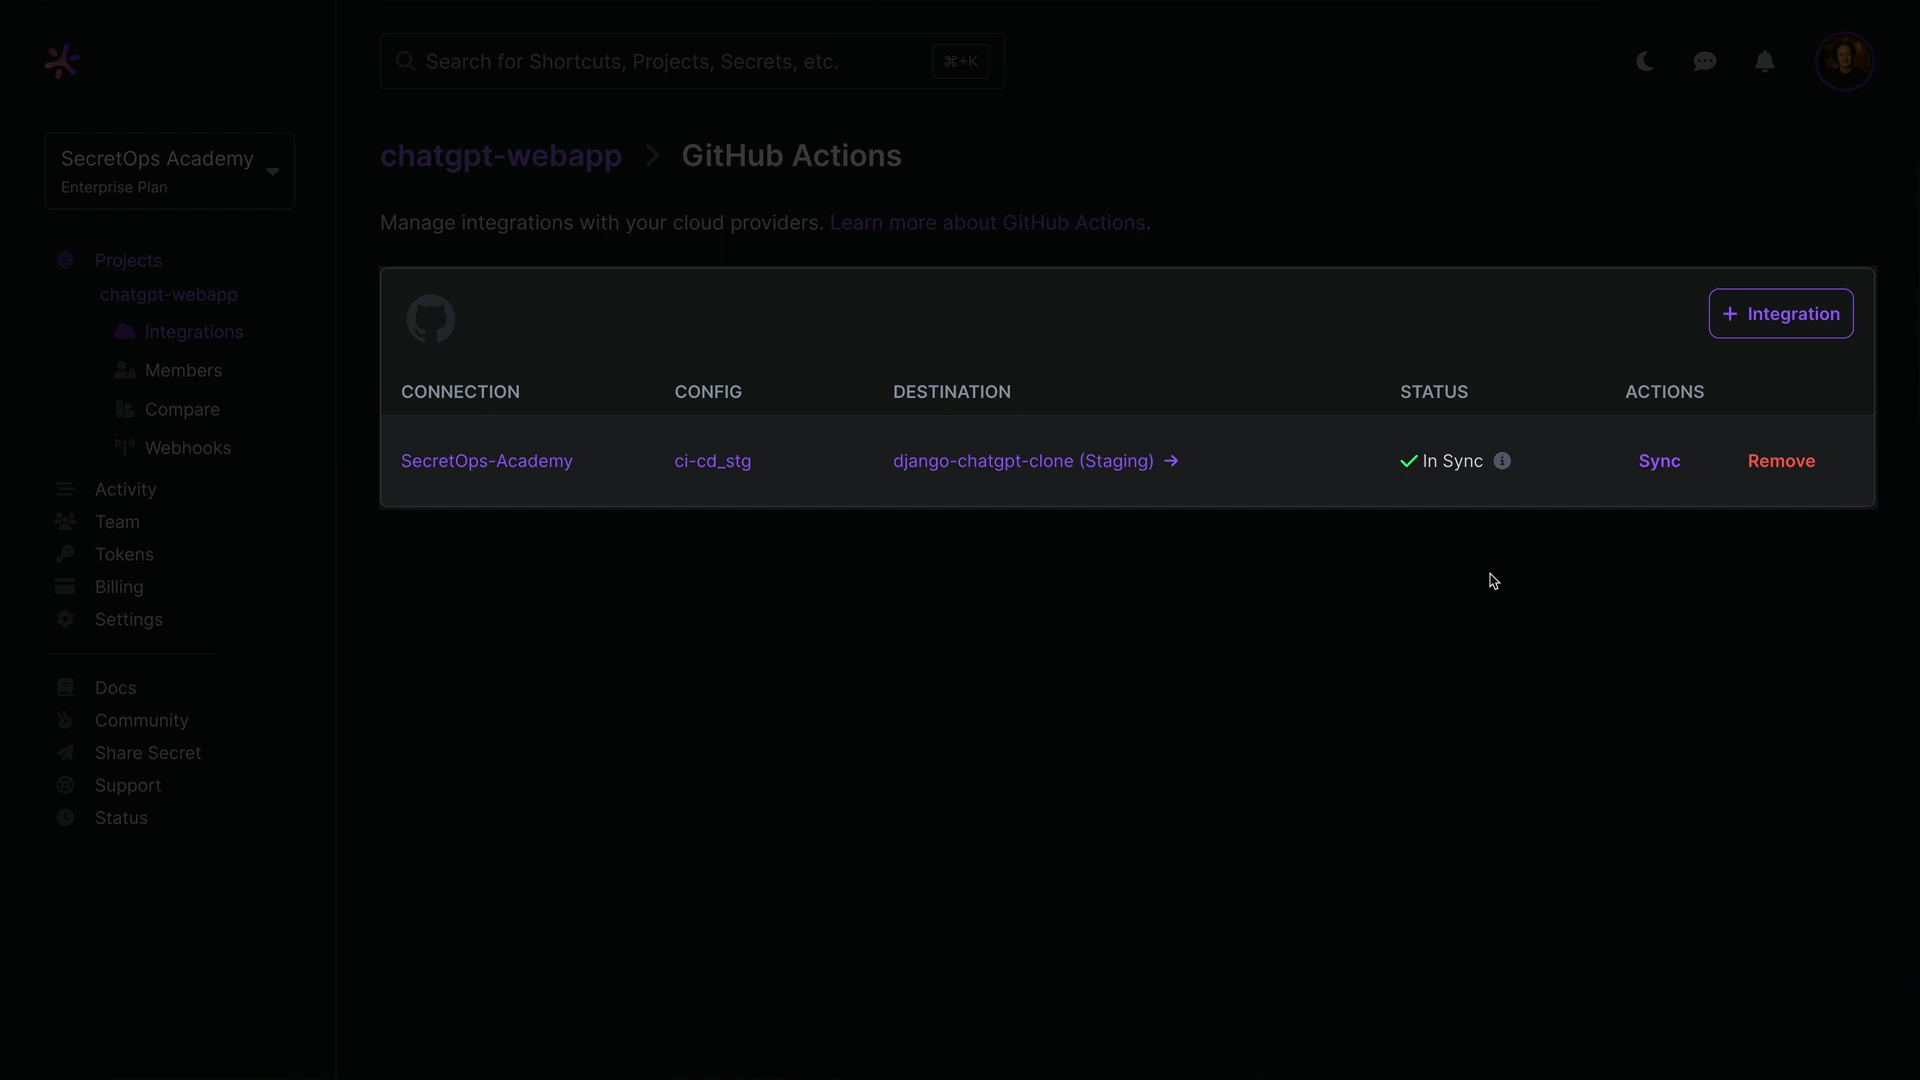 Search for Shortcuts, Projects, Secrets, etc.
⌘+K
SecretOps Academy
Enterprise Plan
Projects
chatgpt-webapp
Integrations
Members
Compare
Webhooks
Activity
Team
Tokens
Billing
Settings
Docs
Community
Share Secret
Support
Status
chatgpt-webapp > GitHub Actions
Manage integrations with your cloud providers. Learn more about GitHub Actions.
+ Integration
CONNECTION CONFIG DESTINATION STATUS ACTIONS
SecretOps-Academy ci-cd_stg django-chatgpt-clone (Staging) → In Sync Sync Remove